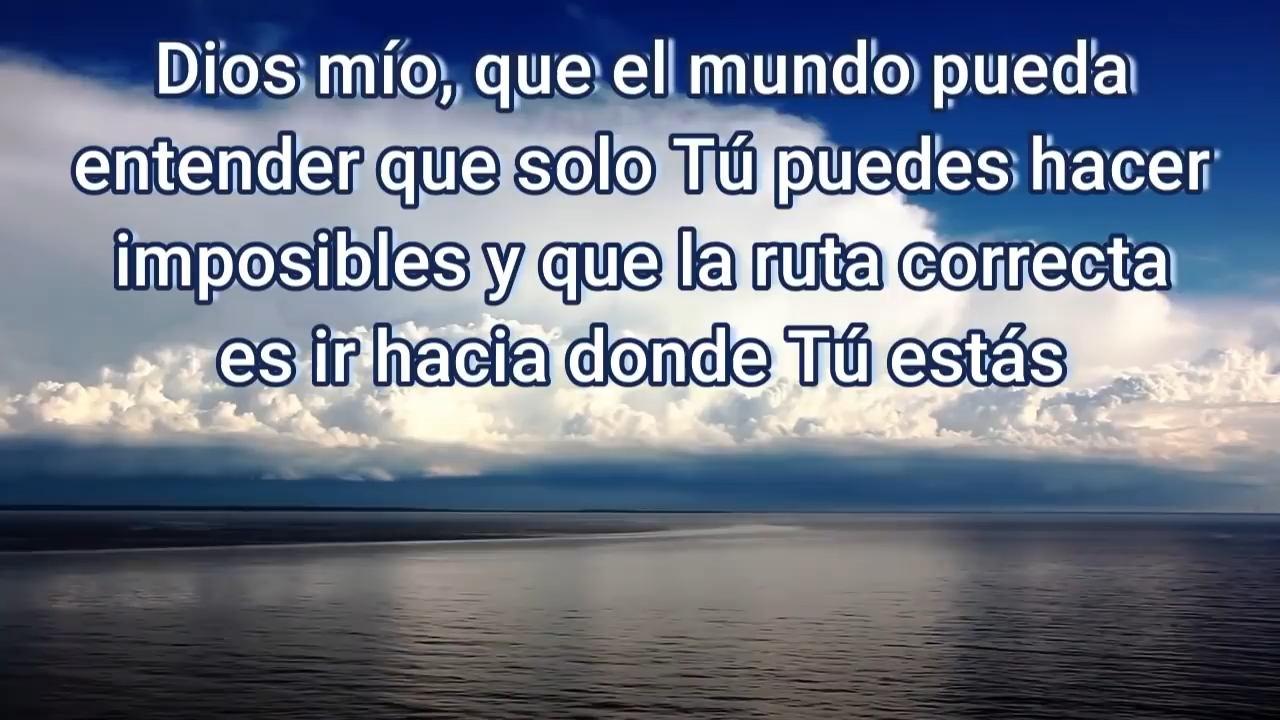 Dios mío, que el mundo pueda
entender que solo Tú puedes hacer
imposibles y que la ruta correcta
es ir hacia donde Tú estás